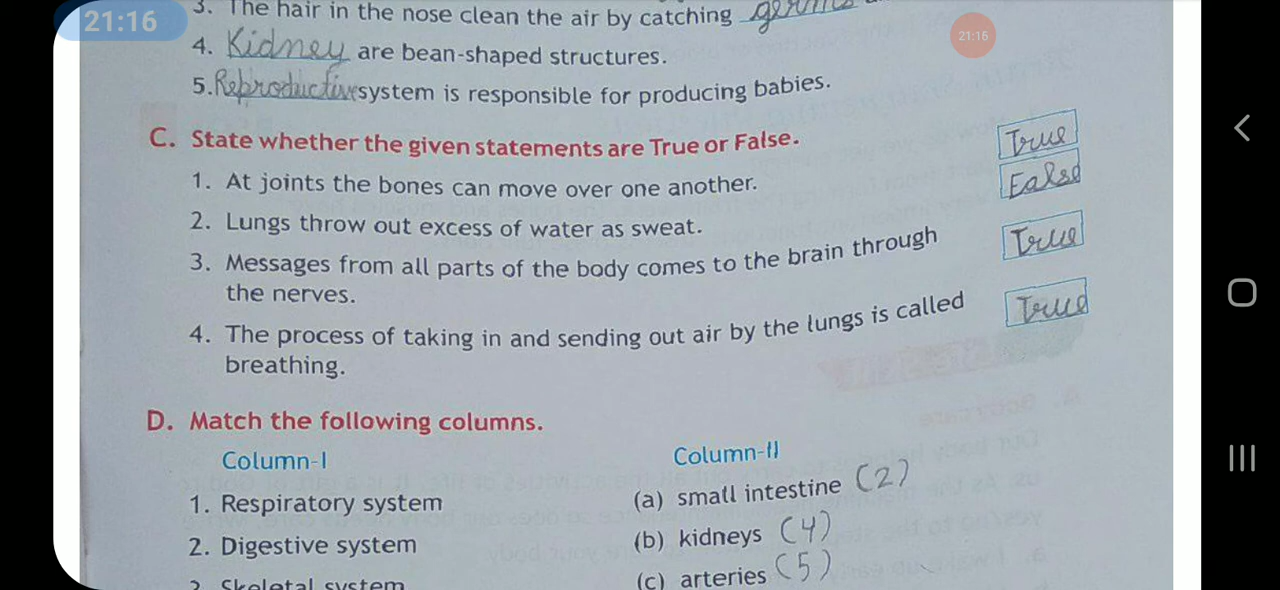 21:16
3. The hair in the nose clean the air by catching germs
21:15
4. Kidney are bean-shaped structures.
5. Reproductive system is responsible for producing babies.
C. State whether the given statements are True or False.
1. At joints the bones can move over one another. True
2. Lungs throw out excess of water as sweat. False
3. Messages from all parts of the body comes to the brain through True
the nerves.
4. The process of taking in and sending out air by the lungs is called True
breathing.
D. Match the following columns.
Column-I Column-II
1. Respiratory system (a) small intestine (2)
2. Digestive system (b) kidneys (4)
3. Skeletal system (c) arteries (5)